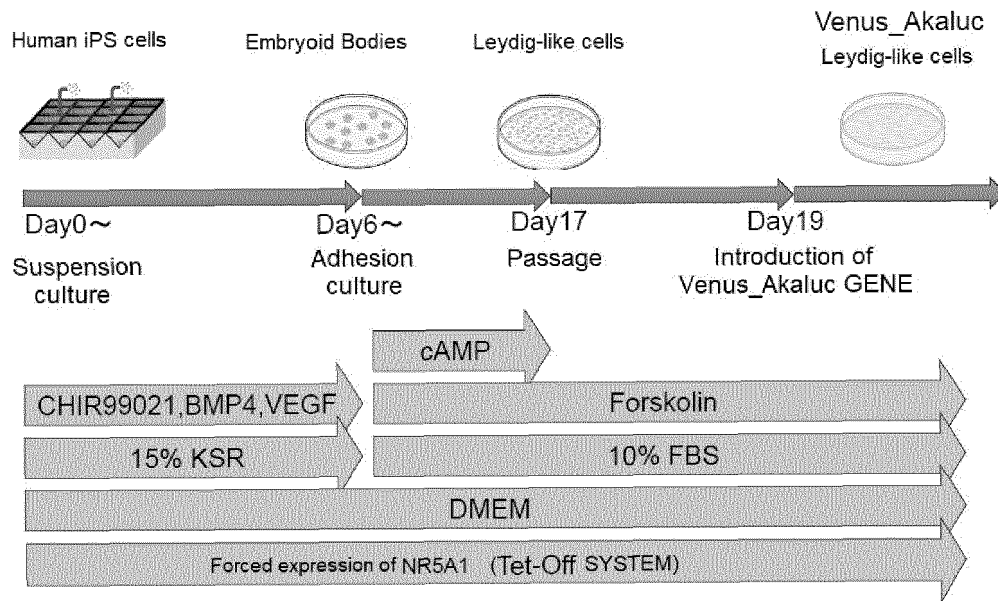 Human iPS cells
Embryoid Bodies
Leydig-like cells
Venus_Akaluc
Leydig-like cells
Day0～
Day6～
Day17
Day19
Suspension
culture
Adhesion
culture
Passage
Introduction of
Venus_Akaluc GENE
cAMP
CHIR99021,BMP4,VEGF
Forskolin
15% KSR
10% FBS
DMEM
Forced expression of NR5A1 (Tet-Off SYSTEM)